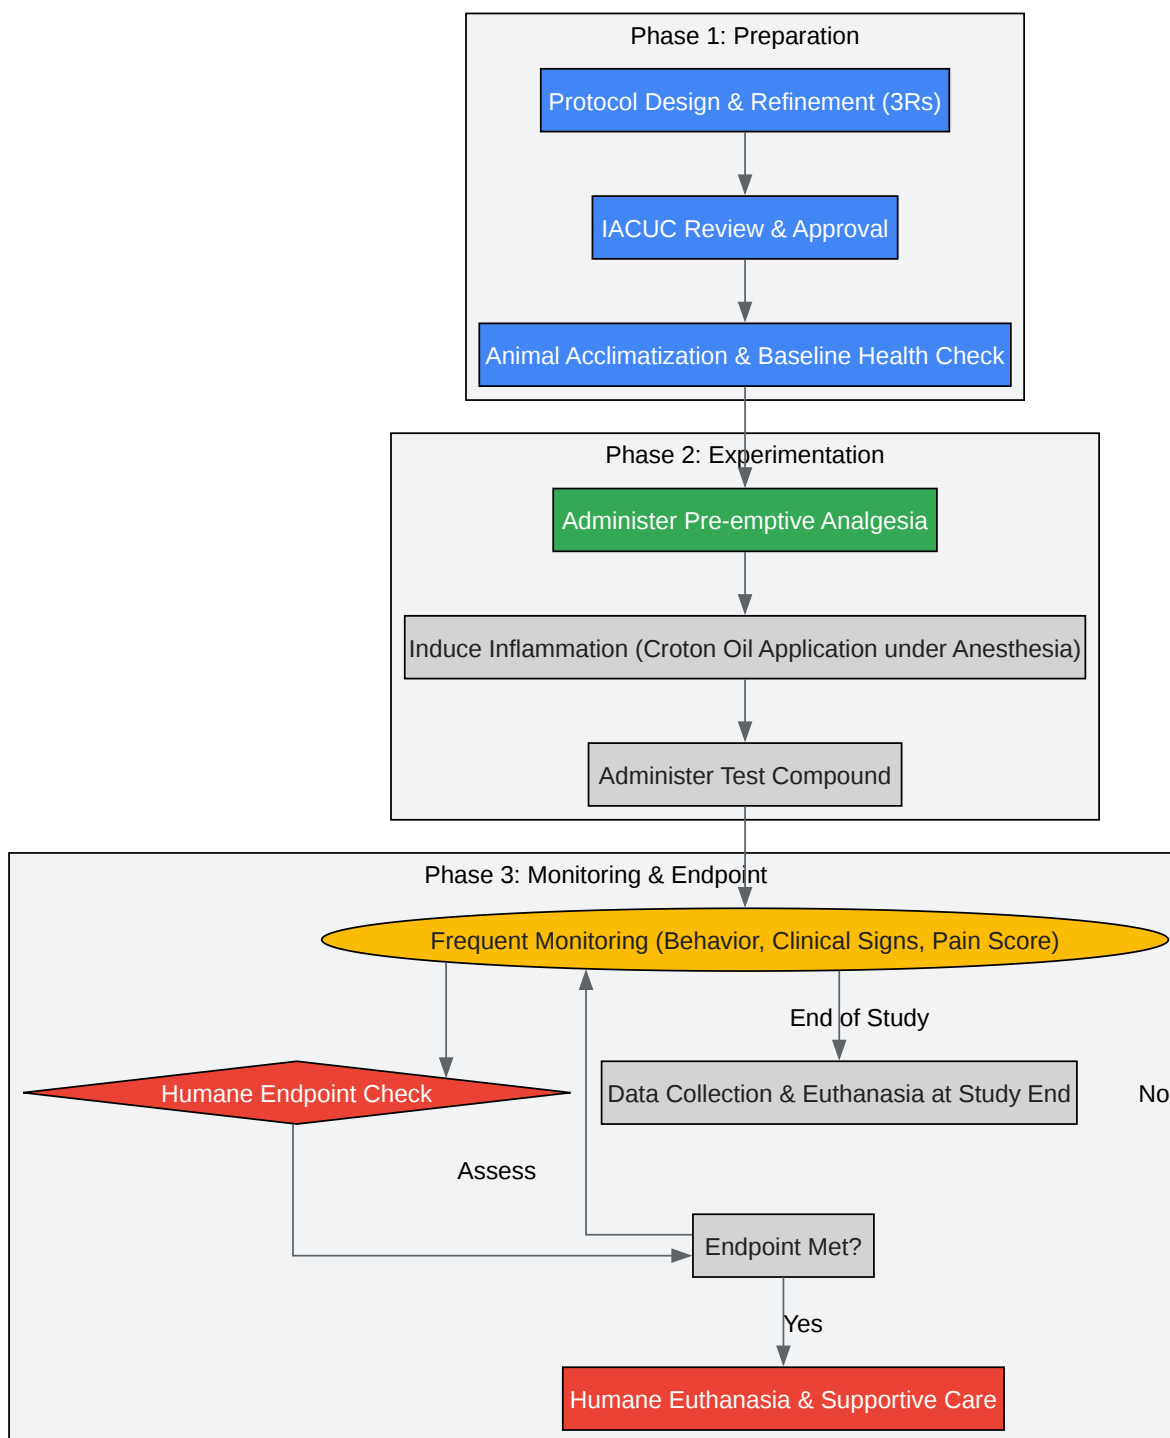 Phase 1: Preparation
Protocol Design & Refinement (3Rs)
IACUC Review & Approval
Animal Acclimatization & Baseline Health Check
Phase 2: Experimentation
Administer Pre-emptive Analgesia
Induce Inflammation (Croton Oil Application under Anesthesia)
Administer Test Compound
Phase 3: Monitoring & Endpoint
Frequent Monitoring (Behavior, Clinical Signs, Pain Score)
End of Study
Humane Endpoint Check
Data Collection & Euthanasia at Study End
No
Assess
Endpoint Met?
Yes
Humane Euthanasia & Supportive Care